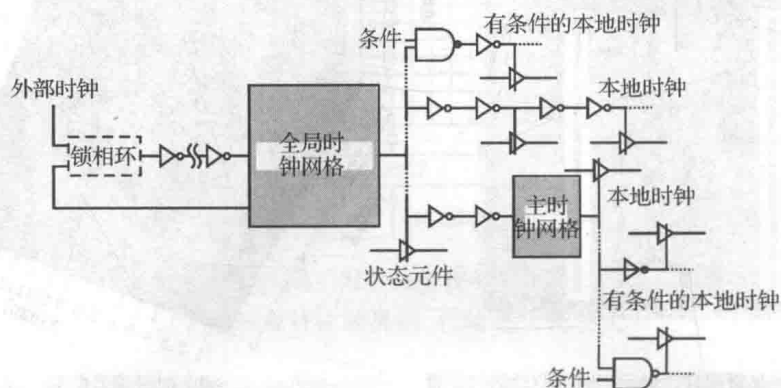 条件
有条件的本地时钟
外部时钟
本地时钟
锁相环
全局时
钟网格
本地时钟
主时
钟网格
状态元件
有条件的本地时钟
条件